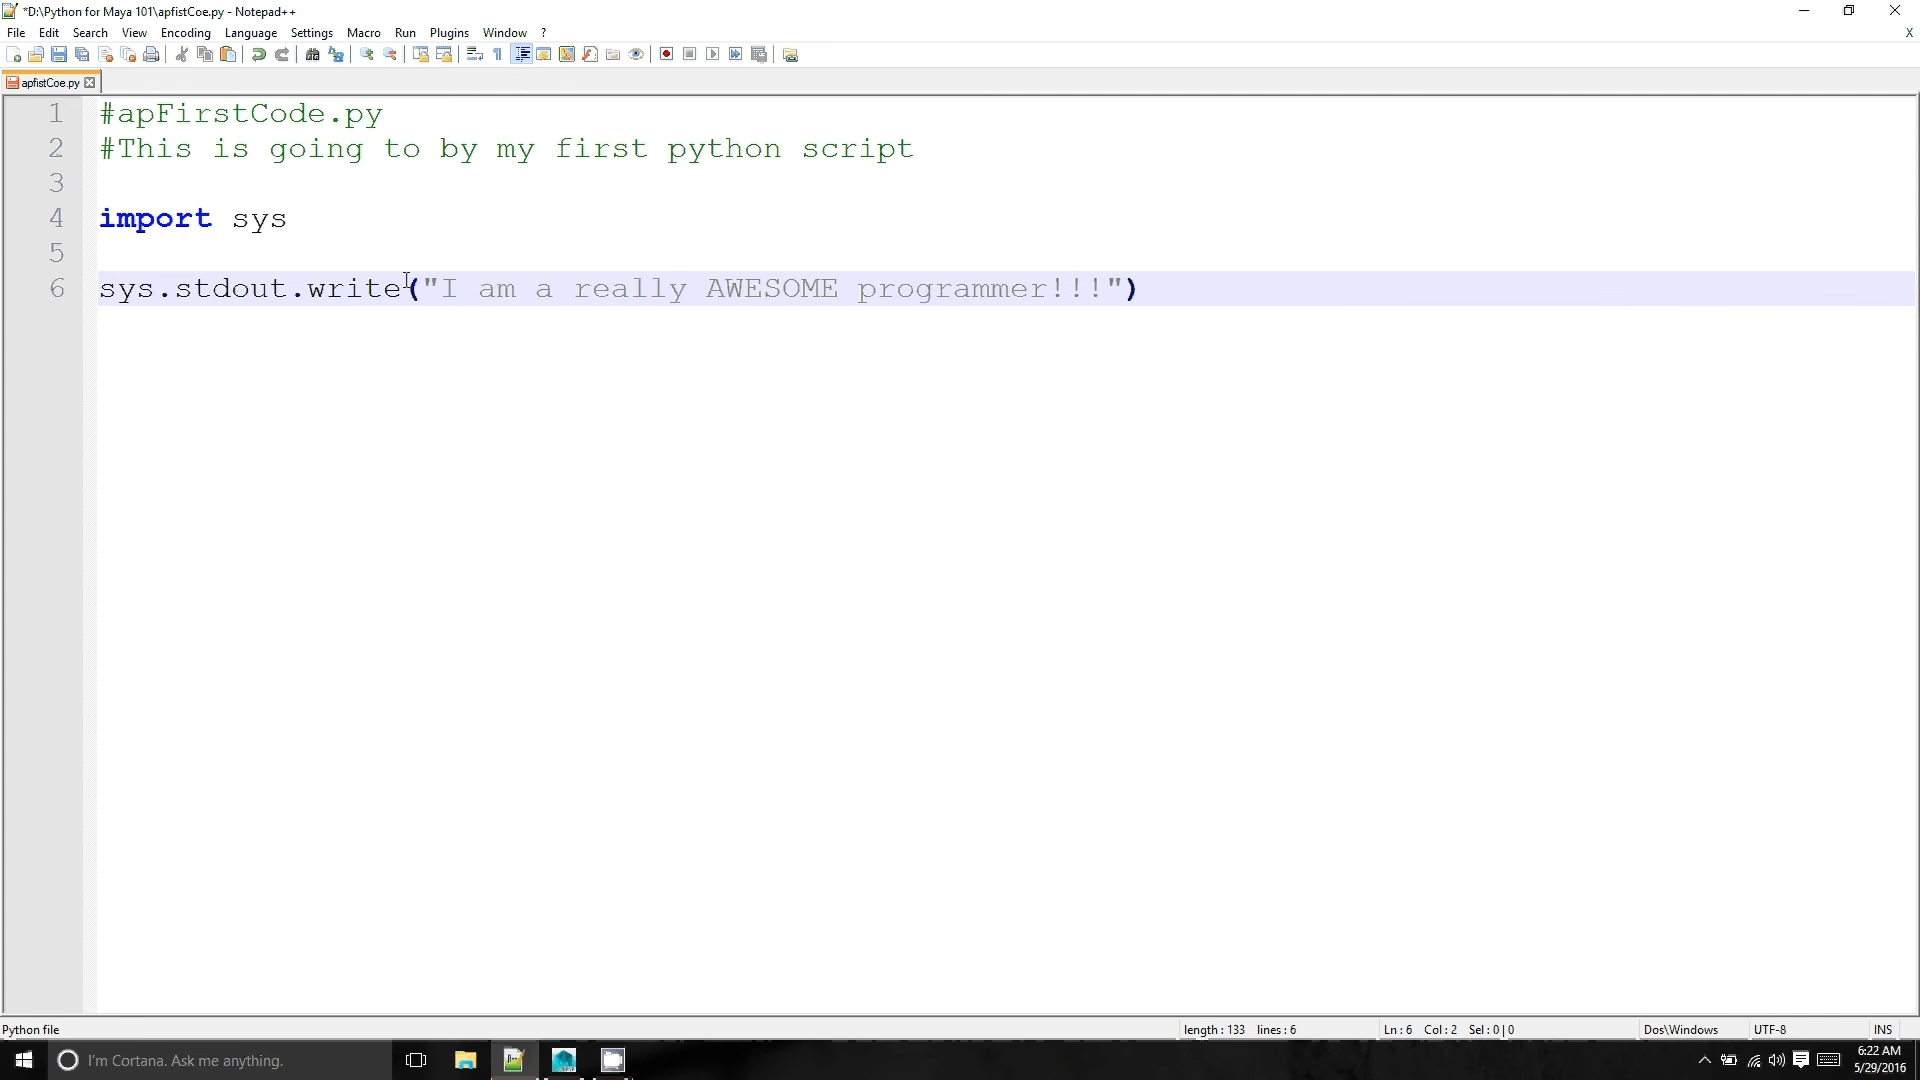 *D:\Python for Maya 101\apfistCoe.py - Notepad++
File Edit Search View Encoding Language Settings Macro Run Plugins Window ? X
apfistCoe.py
1 #apFirstCode.py
2 #This is going to by my first python script
3
4 import sys
5
6 sys.stdout.write("I am a really AWESOME programmer!!!")
Python file length : 133 lines : 6 Ln : 6 Col : 2 Sel : 0 | 0 Dos\Windows UTF-8 INS
I'm Cortana. Ask me anything. 6:22 AM
5/29/2016